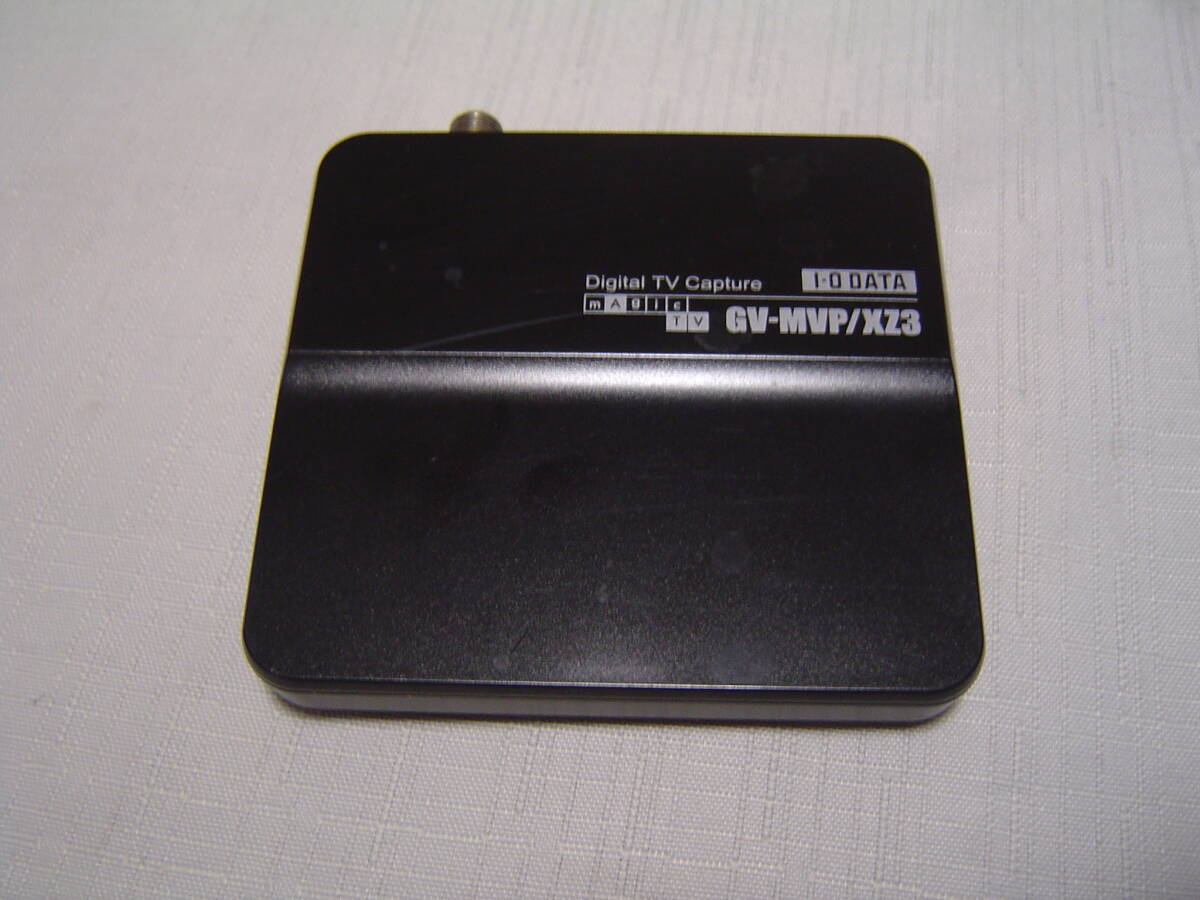 Digital TV Capture I-O DATA
mAgic
TV GV-MVP/XZ3